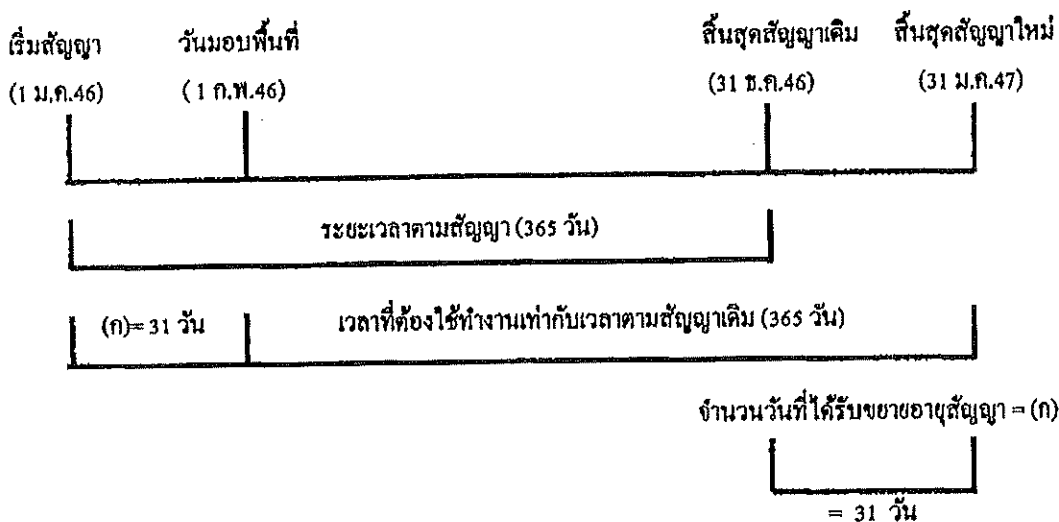 เริ่มสัญญา วันมอบพื้นที่ สิ้นสุดสัญญาเดิม สิ้นสุดสัญญาใหม่
(1 ม.ค.46) (1 ก.พ.46) (31 ธ.ค.46) (31 ม.ค.47)
ระยะเวลาตามสัญญา (365 วัน)
(ก)= 31 วัน เวลาที่ต้องใช้ทำงานเท่ากับเวลาตามสัญญาเดิม (365 วัน)
จำนวนวันที่ได้รับขยายอายุสัญญา = (ก)
= 31 วัน